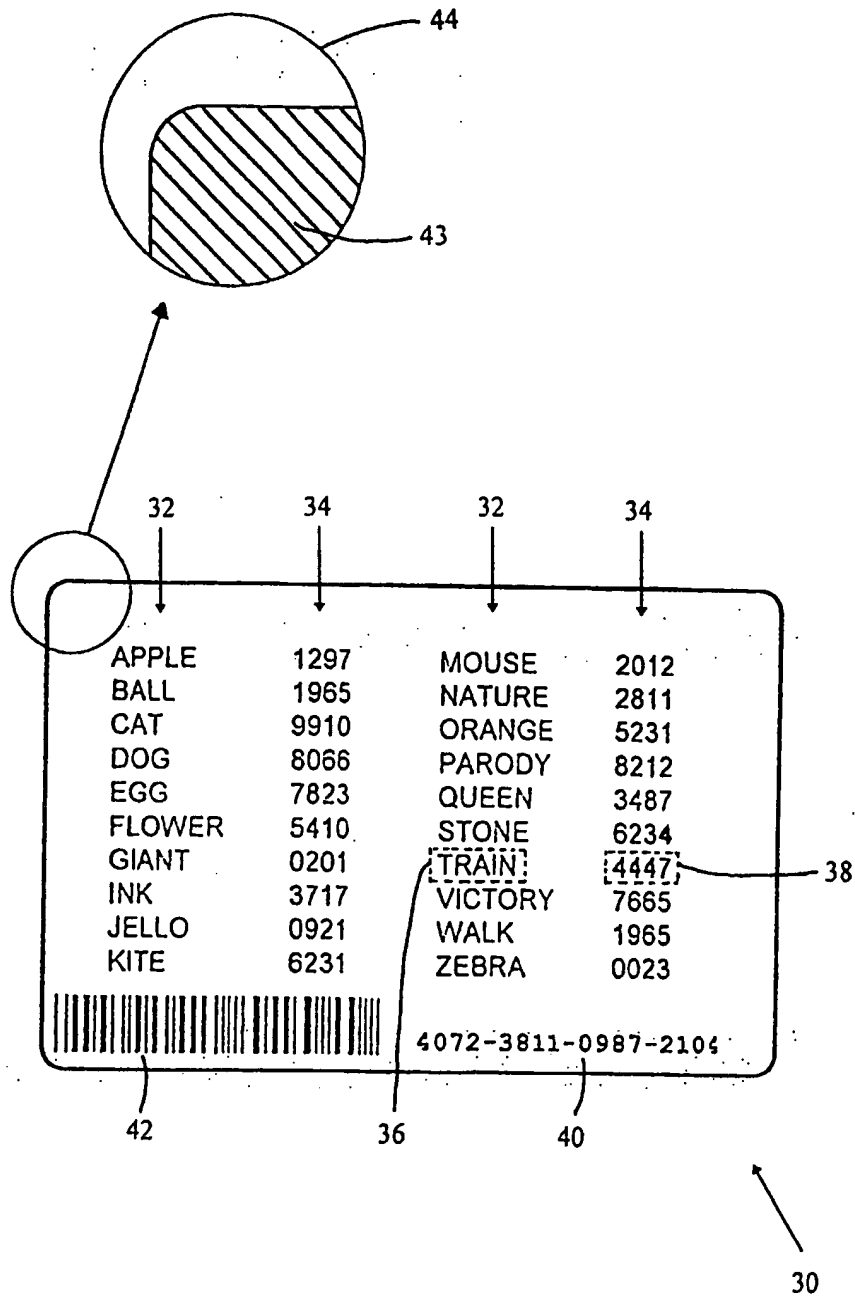 44
43
32 34 32 34
APPLE 1297 MOUSE 2012
BALL 1965 NATURE 2811
CAT 9910 ORANGE 5231
DOG 8066 PARODY 8212
EGG 7823 QUEEN 3487
FLOWER 5410 STONE 6234
GIANT 0201 TRAIN 4447 38
INK 3717 VICTORY 7665
JELLO 0921 WALK 1965
KITE 6231 ZEBRA 0023
4072-3811-0987-2104
42 36 40
30